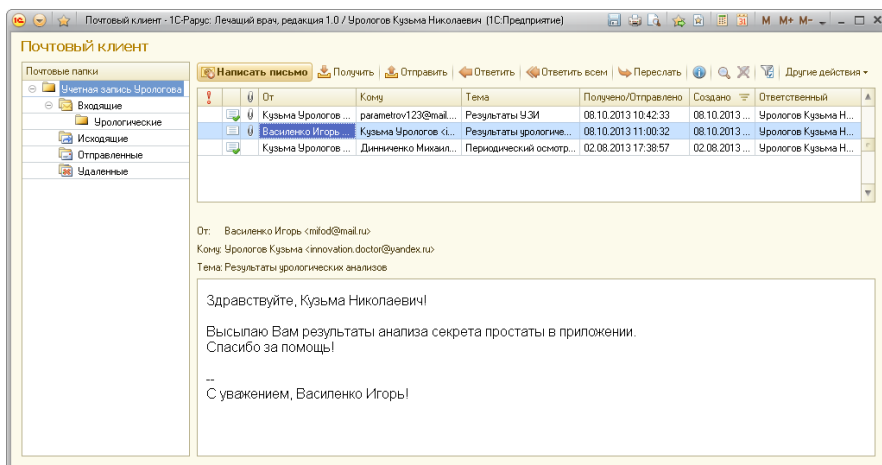 Почтовый клиент - 1С-Рарус: Лечащий врач, редакция 1.0 / Урологов Кузьма Николаевич (1С:Предприятие)
M M+ M-
Почтовый клиент
Почтовые папки
Учетная запись Урологова
Входящие
Урологические
Исходящие
Отправленные
Удаленные
Написать письмо Получить Отправить Ответить Ответить всем Переслать Другие действия
От Кому Тема Получено/Отправлено Создано Ответственный
Кузьма Урологов ... parametrov123@mail.... Результаты УЗИ 08.10.2013 10:42:33 08.10.2013 ... Урологов Кузьма Н...
Василенко Игорь ... Кузьма Урологов <i... Результаты урологиче... 08.10.2013 11:00:32 08.10.2013 ... Урологов Кузьма Н...
Кузьма Урологов ... Динниченко Михаил... Периодический осмотр... 02.08.2013 17:38:57 02.08.2013 ... Урологов Кузьма Н...
От: Василенко Игорь <mifod@mail.ru>
Кому: Урологов Кузьма <innovation.doctor@yandex.ru>
Тема: Результаты урологических анализов
Здравствуйте, Кузьма Николаевич!
Высылаю Вам результаты анализа секрета простаты в приложении.
Спасибо за помощь!
--
С уважением, Василенко Игорь!